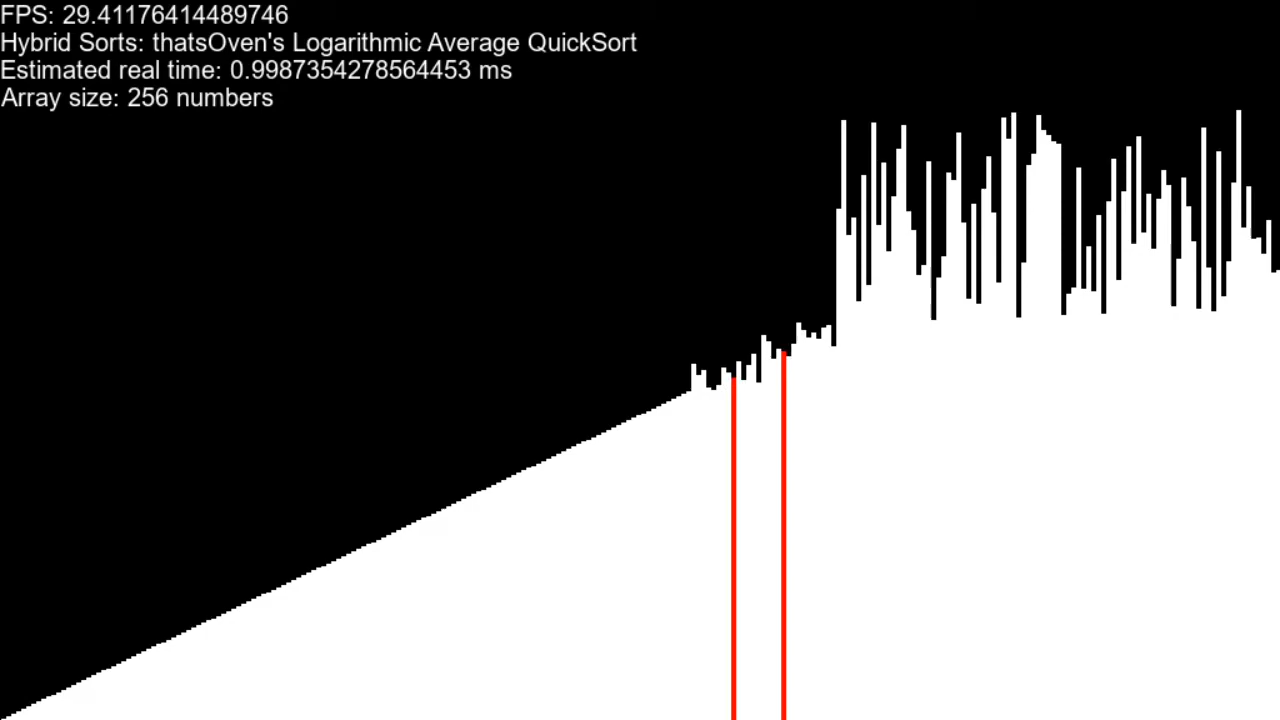 FPS: 29.41176414489746
Hybrid Sorts: thatsOven's Logarithmic Average QuickSort
Estimated real time: 0.9987354278564453 ms
Array size: 256 numbers